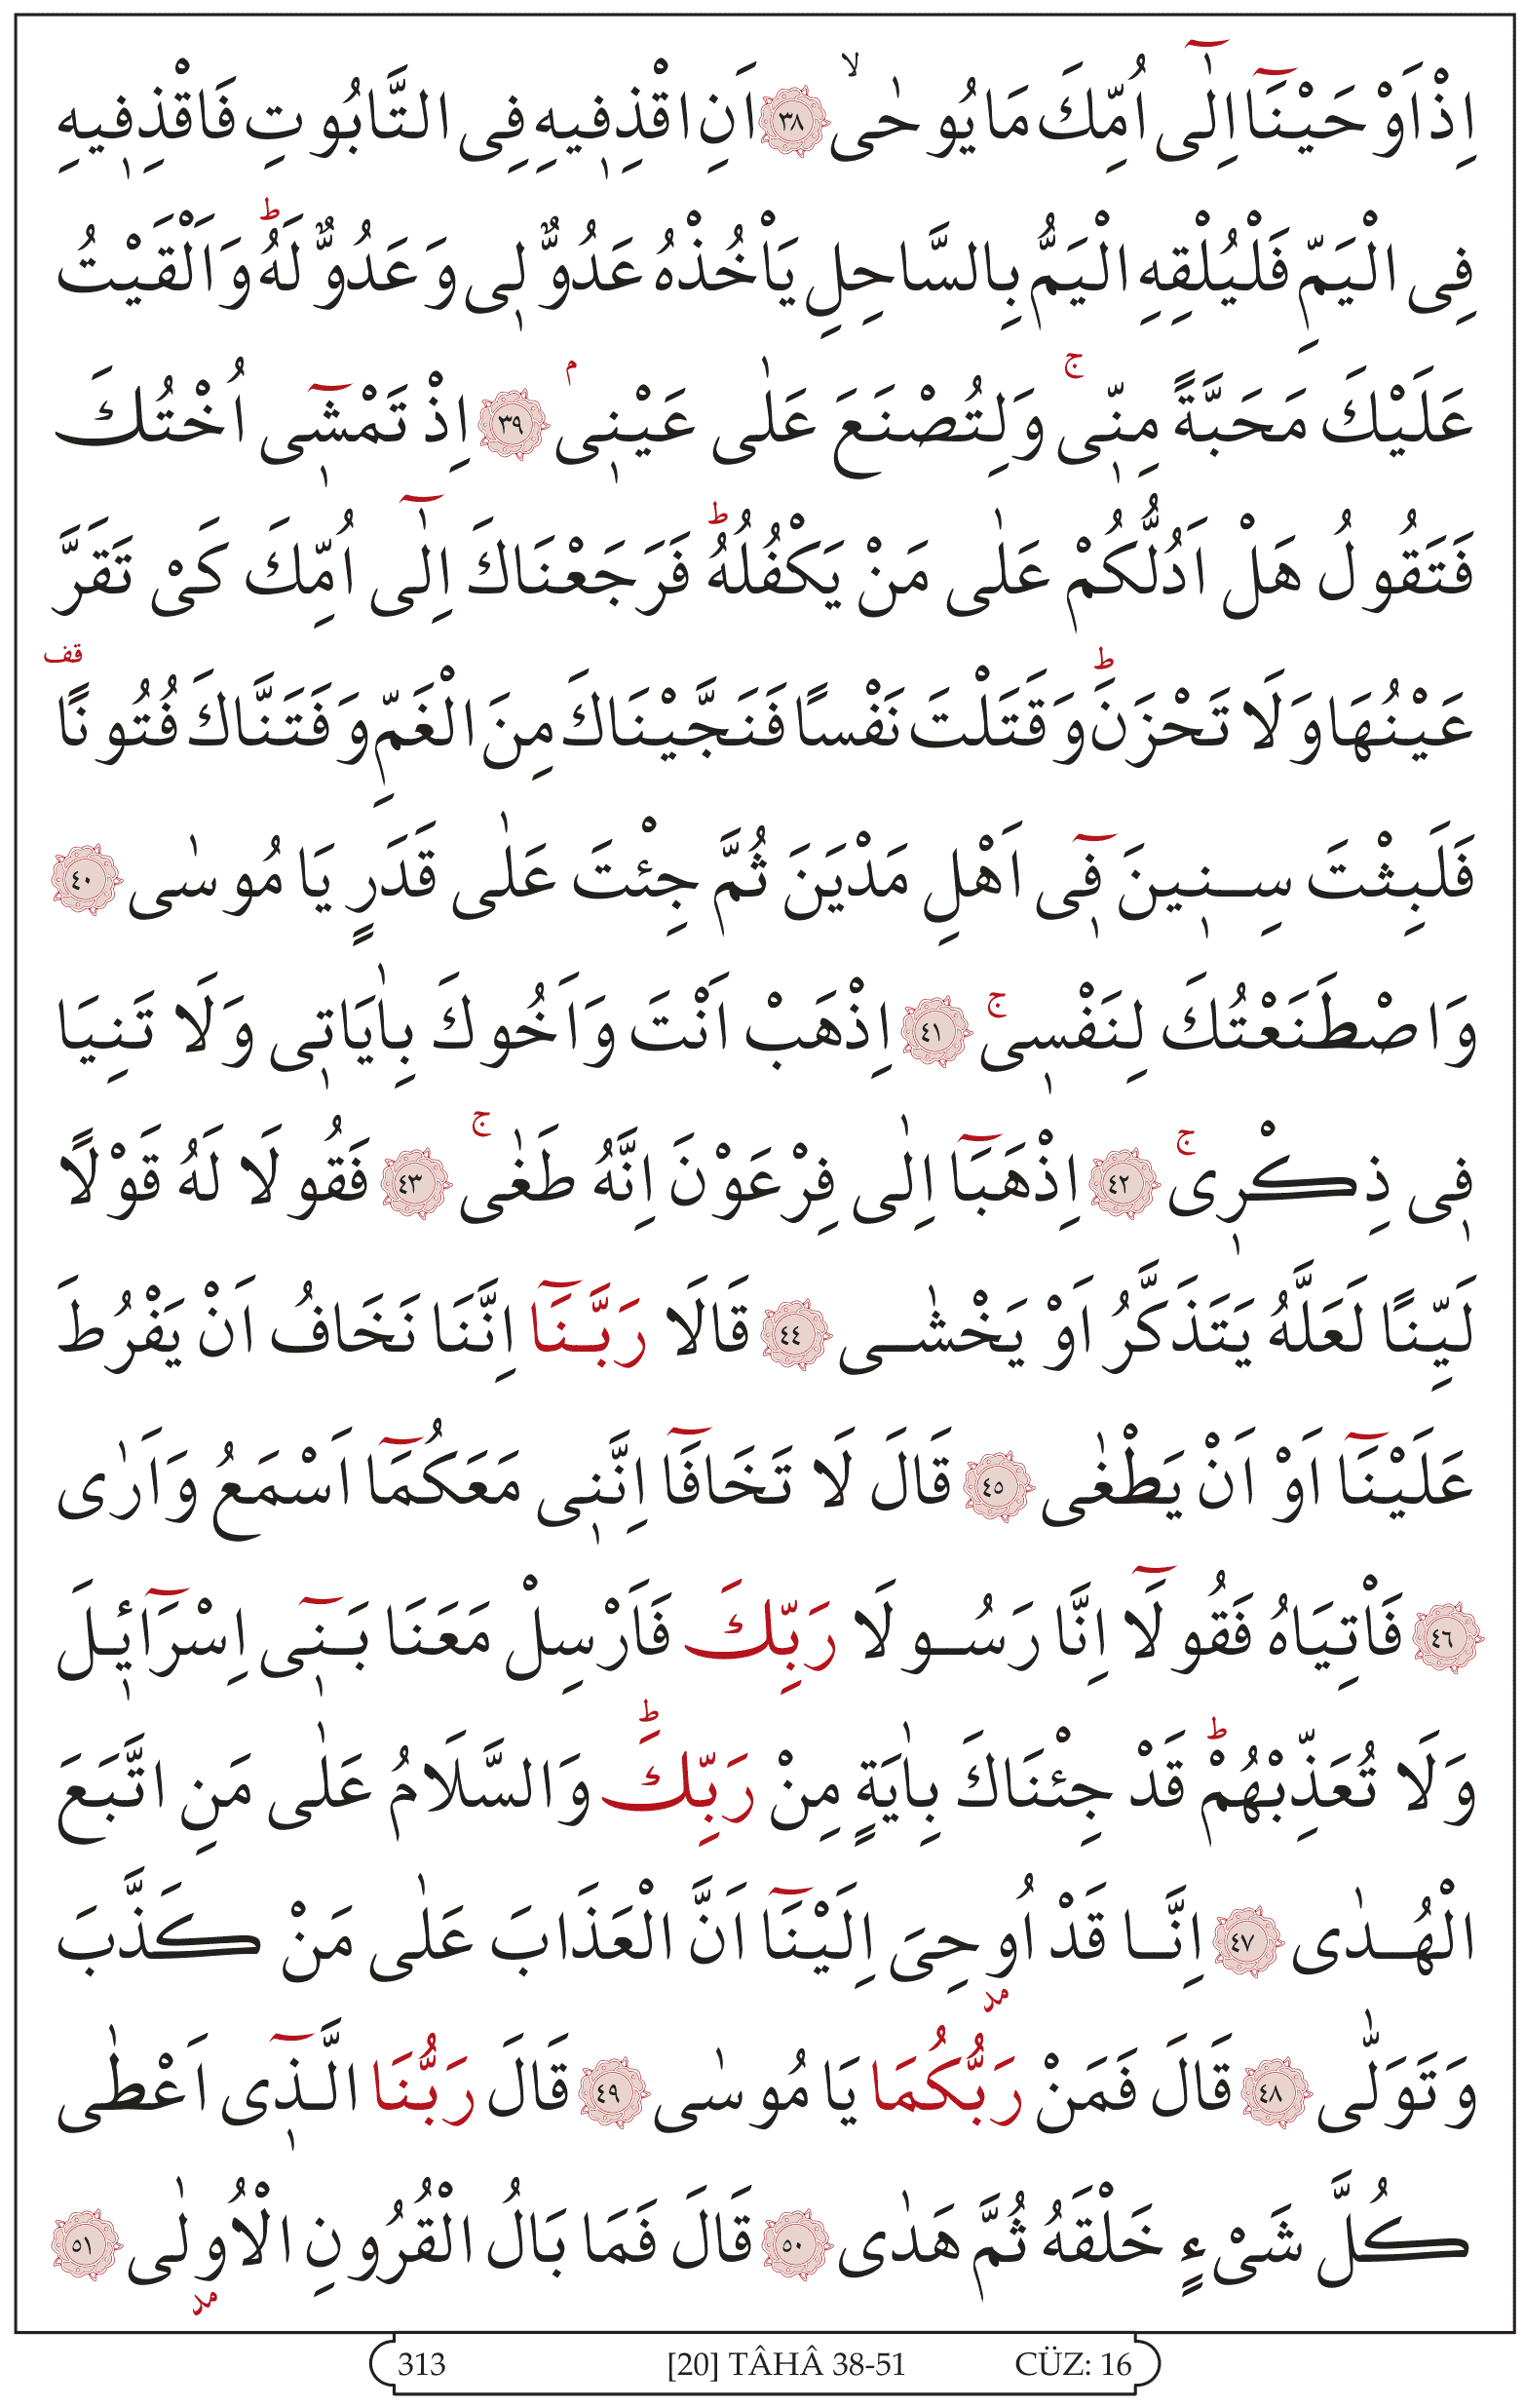 اِذْ اَوْحَيْنَٓا اِلٰٓى اُمِّكَ مَا يُوحٰىۙ ﴿٣٨﴾ اَنِ اقْذِف۪يهِ فِى التَّابُوتِ فَاقْذِف۪يهِ
فِى الْيَمِّ فَلْيُلْقِهِ الْيَمُّ بِالسَّاحِلِ يَاْخُذْهُ عَدُوٌّ ل۪ى وَعَدُوٌّ لَهُۜ وَاَلْقَيْتُ
عَلَيْكَ مَحَبَّةً مِنّ۪ىۚ وَلِتُصْنَعَ عَلٰى عَيْن۪ىۢ ﴿٣٩﴾ اِذْ تَمْش۪ٓى اُخْتُكَ
فَتَقُولُ هَلْ اَدُلُّكُمْ عَلٰى مَنْ يَكْفُلُهُۜ فَرَجَعْنَاكَ اِلٰٓى اُمِّكَ كَىْ تَقَرَّ
عَيْنُهَا وَلَا تَحْزَنَۜ وَقَتَلْتَ نَفْسًا فَنَجَّيْنَاكَ مِنَ الْغَمِّ وَفَتَنَّاكَ فُتُونًا قف
فَلَبِثْتَ سِن۪ينَ ف۪ٓى اَهْلِ مَدْيَنَ ثُمَّ جِئْتَ عَلٰى قَدَرٍ يَا مُوسٰى ﴿٤٠﴾
وَاصْطَنَعْتُكَ لِنَفْس۪ىۚ ﴿٤١﴾ اِذْهَبْ اَنْتَ وَاَخُوكَ بِاٰيَات۪ى وَلَا تَنِيَا
ف۪ى ذِكْر۪ىۚ ﴿٤٢﴾ اِذْهَبَٓا اِلٰى فِرْعَوْنَ اِنَّهُ طَغٰىۚ ﴿٤٣﴾ فَقُولَا لَهُ قَوْلًا
لَيِّنًا لَعَلَّهُ يَتَذَكَّرُ اَوْ يَخْشٰى ﴿٤٤﴾ قَالَا رَبَّنَٓا اِنَّنَا نَخَافُ اَنْ يَفْرُطَ
عَلَيْنَٓا اَوْ اَنْ يَطْغٰى ﴿٤٥﴾ قَالَ لَا تَخَافَٓا اِنَّن۪ى مَعَكُمَٓا اَسْمَعُ وَاَرٰى
﴿٤٦﴾ فَاْتِيَاهُ فَقُولَٓا اِنَّا رَسُولَا رَبِّكَ فَاَرْسِلْ مَعَنَا بَن۪ٓى اِسْرَٓائ۪لَ
وَلَا تُعَذِّبْهُمْۜ قَدْ جِئْنَاكَ بِاٰيَةٍ مِنْ رَبِّكَۜ وَالسَّلَامُ عَلٰى مَنِ اتَّبَعَ
الْهُدٰى ﴿٤٧﴾ اِنَّا قَدْ اُوحِىَ اِلَيْنَٓا اَنَّ الْعَذَابَ عَلٰى مَنْ كَذَّبَ
وَتَوَلّٰى ﴿٤٨﴾ قَالَ فَمَنْ رَبُّكُمَا يَا مُوسٰى ﴿٤٩﴾ قَالَ رَبُّنَا الَّذ۪ٓى اَعْطٰى
كُلَّ شَىْءٍ خَلْقَهُ ثُمَّ هَدٰى ﴿٥٠﴾ قَالَ فَمَا بَالُ الْقُرُونِ الْاُولٰى ﴿٥١﴾
313 [20] TÂHÂ 38-51 CÜZ: 16